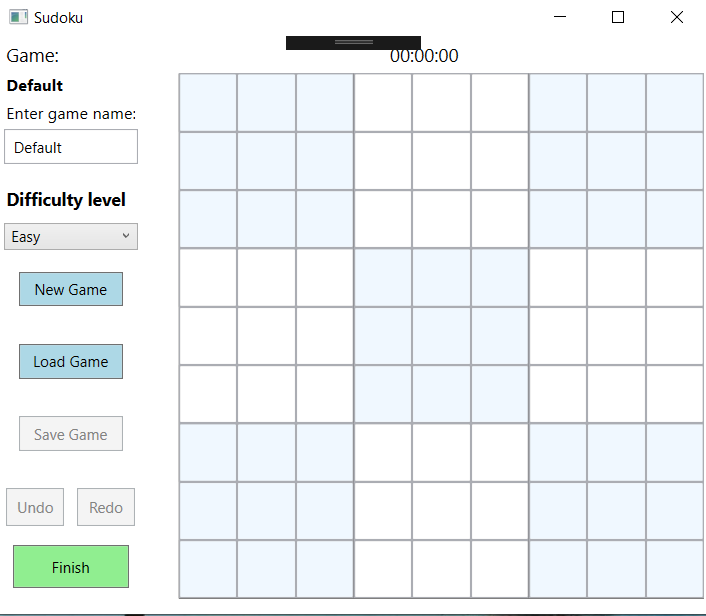 Sudoku
Game:
00:00:00
Default
Enter game name:
Default
Difficulty level
Easy
New Game
Load Game
Save Game
Undo Redo
Finish